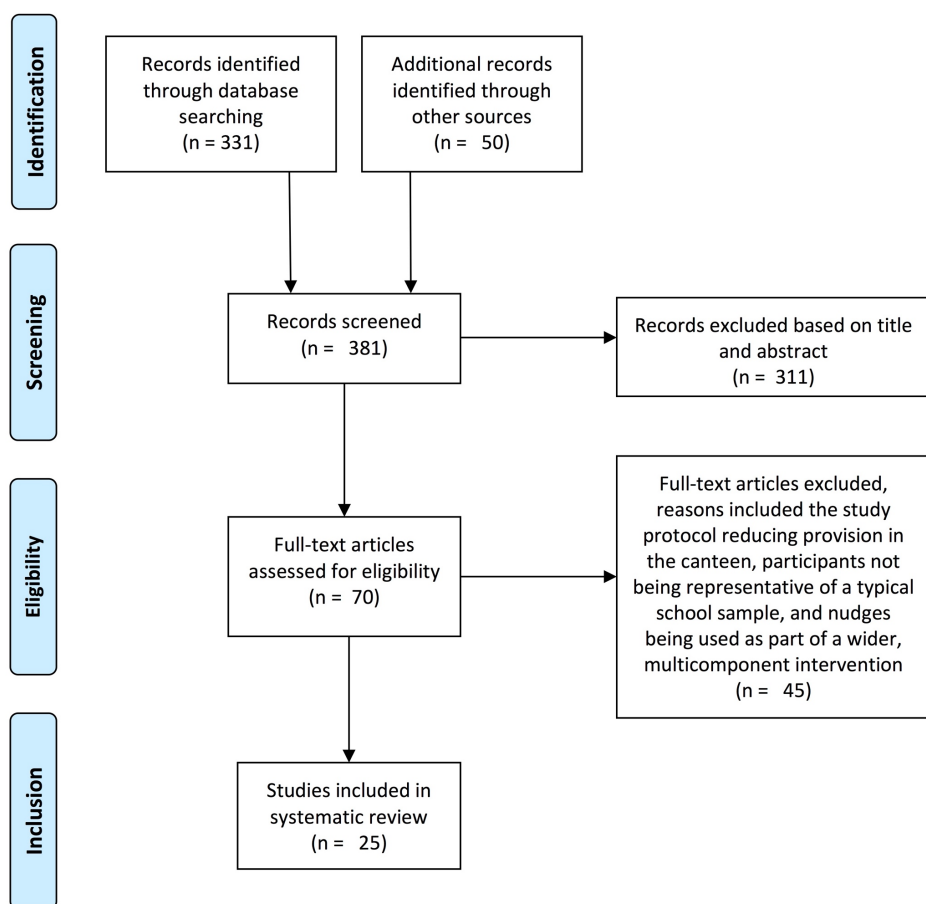 Identification
Records identified
through database
searching
(n = 331)
Additional records
identified through
other sources
(n =   50)
Screening
Records screened
(n =   381)
Records excluded based on title
and abstract
(n =  311)
Eligibility
Full-text articles
assessed for eligibility
(n =   70)
Full-text articles excluded,
reasons included the study
protocol reducing provision in
the canteen, participants not
being representative of a typical
school sample, and nudges
being used as part of a wider,
multicomponent intervention
(n =   45)
Inclusion
Studies included in
systematic review
(n =   25)